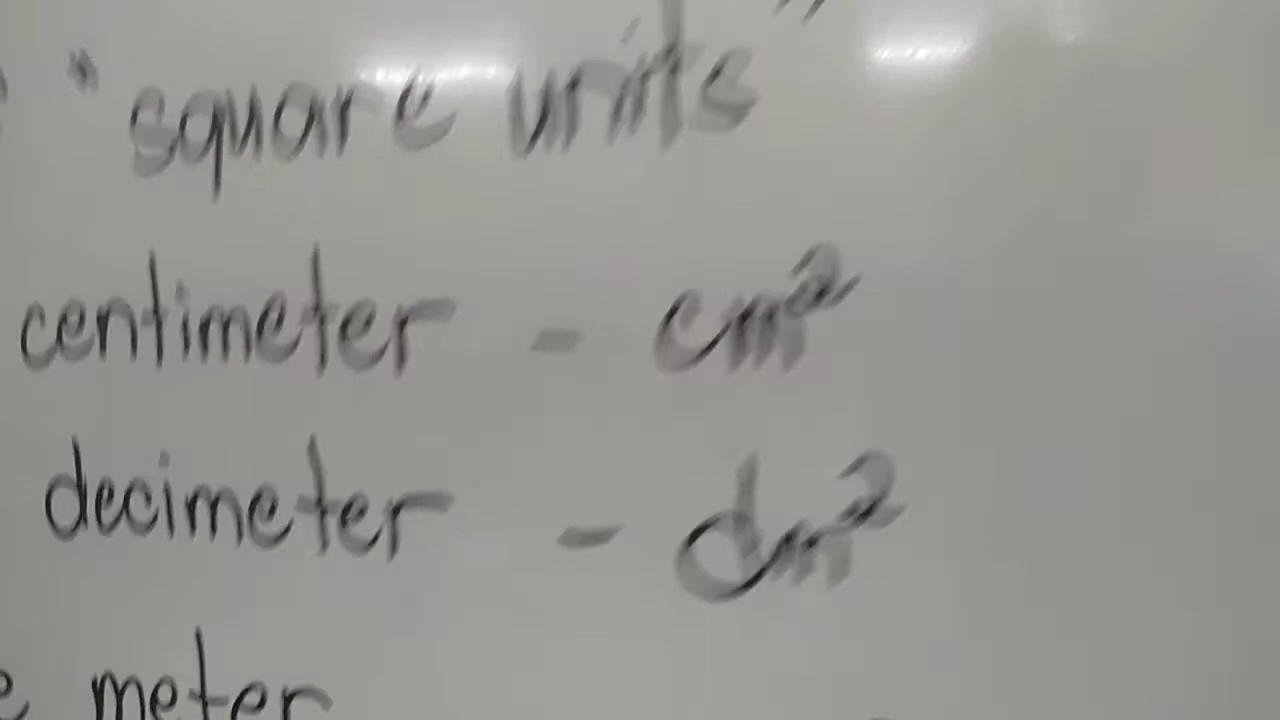 "square units"
centimeter - cm²
decimeter - dm²
e meter